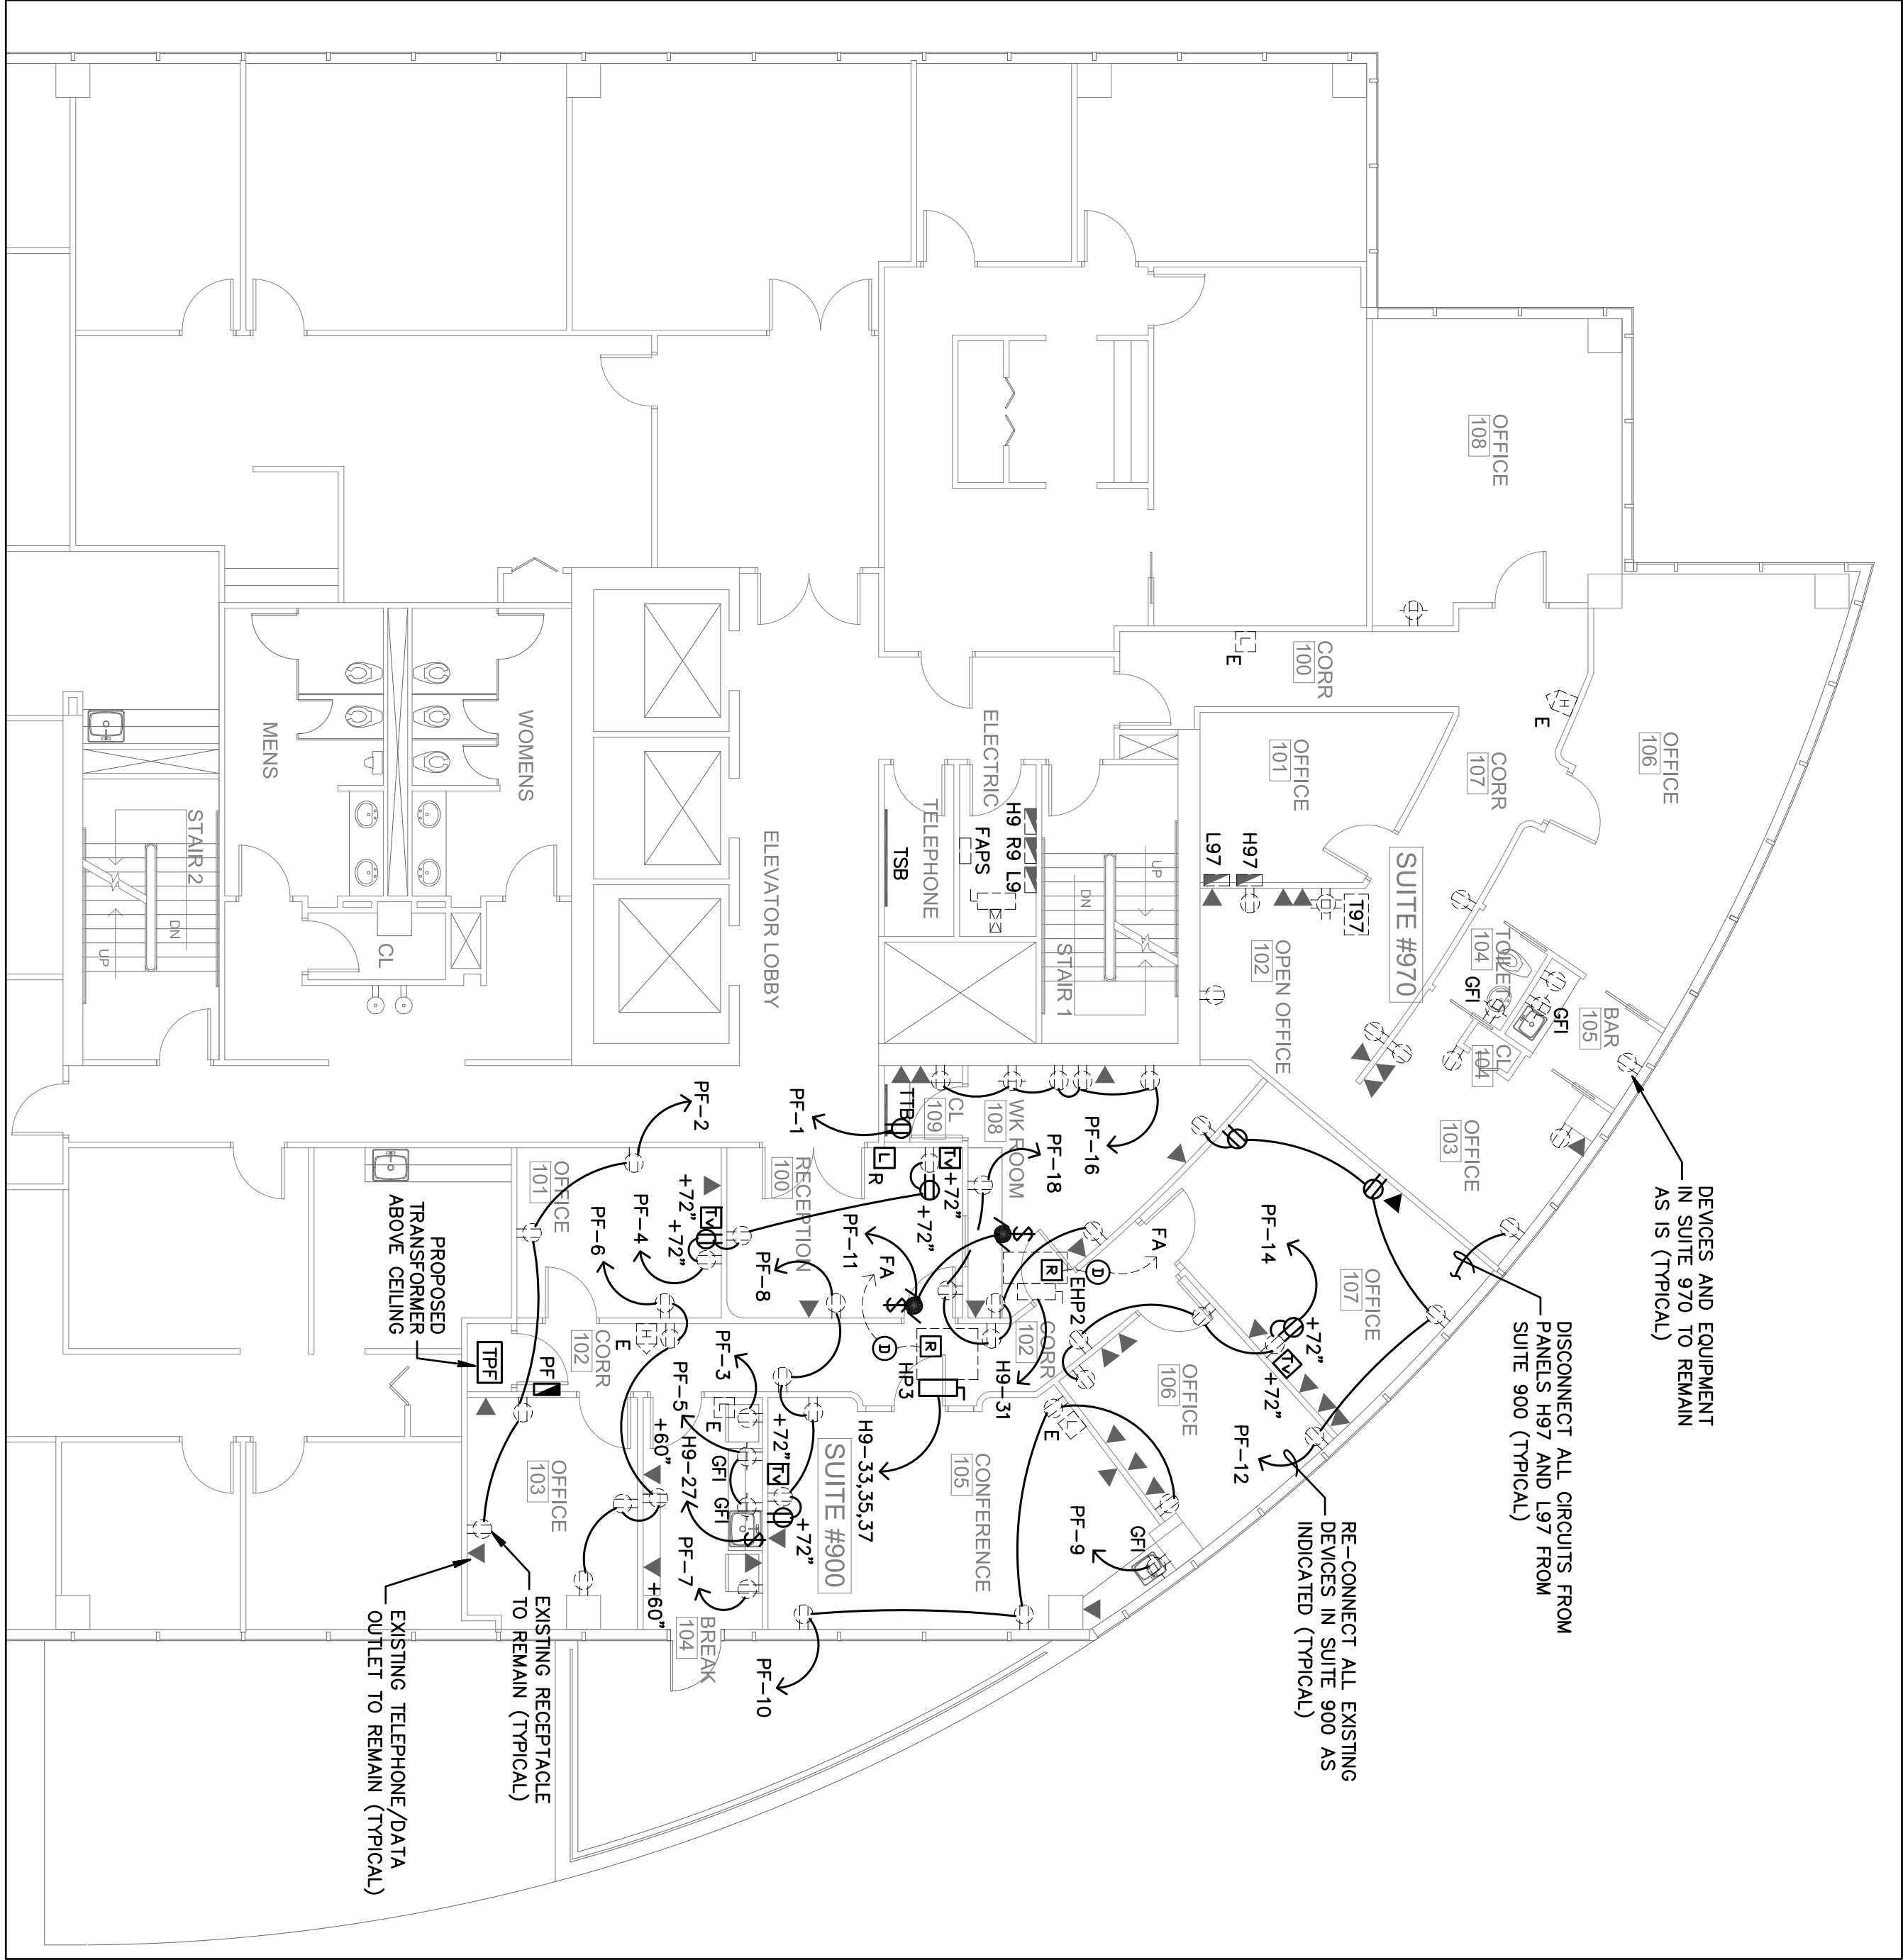 DEVICES AND EQUIPMENT
IN SUITE 970 TO REMAIN
AS IS (TYPICAL)
DISCONNECT ALL CIRCUITS FROM
PANELS H97 AND L97 FROM
SUITE 900 (TYPICAL)
RE-CONNECT ALL EXISTING
DEVICES IN SUITE 900 AS
INDICATED (TYPICAL)
OFFICE
106
OFFICE
108
CORR
107
CORR
100
E
H
E
L
OFFICE
101
SUITE #970
TOILET
104
GFI
GFI
BAR
105
CL
104
OFFICE
103
OPEN OFFICE
102
T97
H97
L97
UP
DN
STAIR 1
ELECTRIC
H9 R9 L9
FAPS
TELEPHONE
TSB
ELEVATOR LOBBY
WOMENS
MENS
CL
STAIR 2
DN
UP
OFFICE
107
PF-14
+72"
TV
+72"
PF-12
PF-16
WK ROOM
108
PF-18
CL
109
TTB
PF-1
FA
D
EHP2
R
$
TV
+72"
+72"
L
R
CORR
102
H9-31
OFFICE
106
L
E
PF-9
GFI
CONFERENCE
105
H9-33,35,37
HP3
R
D
FA
$
PF-11
RECEPTION
100
PF-8
SUITE #900
+72"
TV
+72"
PF-10
+72"
TV
+72"
PF-4
PF-6
PF-2
OFFICE
101
PF-3
L
E
PF-5
GFI
GFI
$
H9-27
PF-7
+60"
+60"
BREAK
104
H
E
CORR
102
PF
TPF
PROPOSED
TRANSFORMER
ABOVE CEILING
OFFICE
103
EXISTING RECEPTACLE
TO REMAIN (TYPICAL)
EXISTING TELEPHONE/DATA
OUTLET TO REMAIN (TYPICAL)